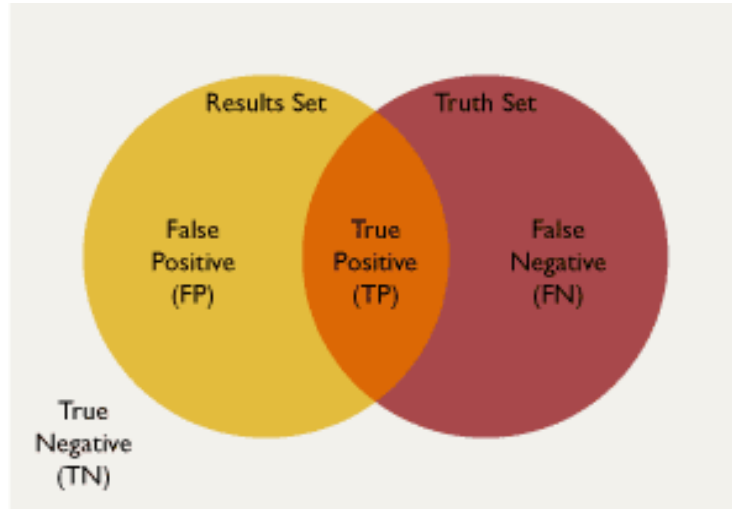 Results Set
Truth Set
False
Positive
(FP)
True
Positive
(TP)
False
Negative
(FN)
True
Negative
(TN)